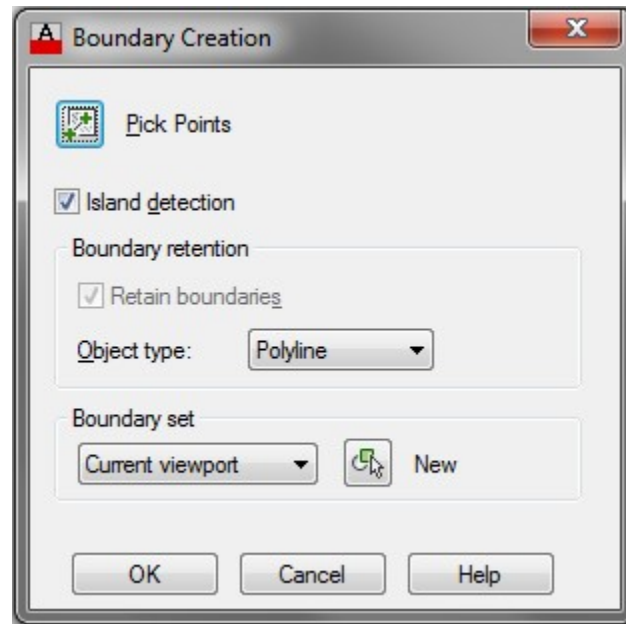 A Boundary Creation
Pick Points
Island detection
Boundary retention
Retain boundaries
Object type: Polyline
Boundary set
Current viewport New
OK Cancel Help